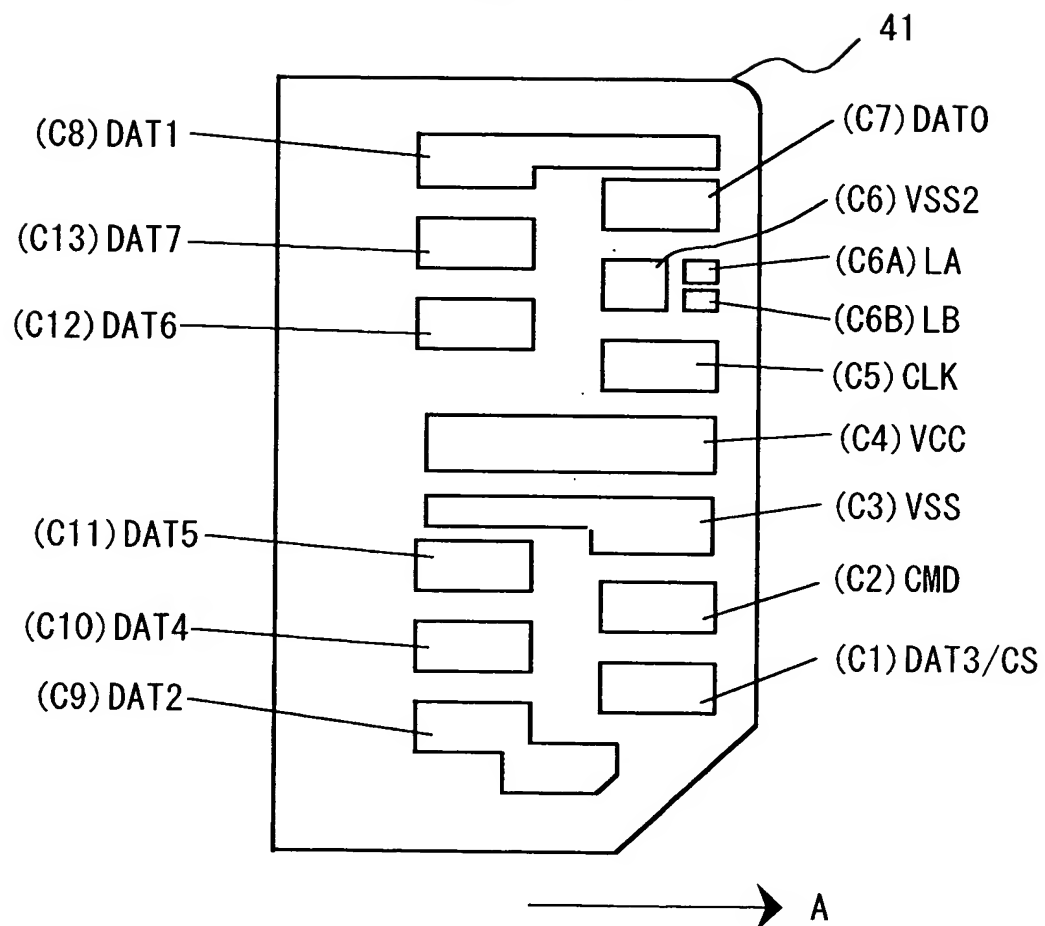 41
(C8) DAT1
(C7) DAT0
(C13) DAT7
(C6) VSS2
(C6A) LA
(C12) DAT6
(C6B) LB
(C5) CLK
(C4) VCC
(C3) VSS
(C11) DAT5
(C2) CMD
(C10) DAT4
(C1) DAT3/CS
(C9) DAT2
A